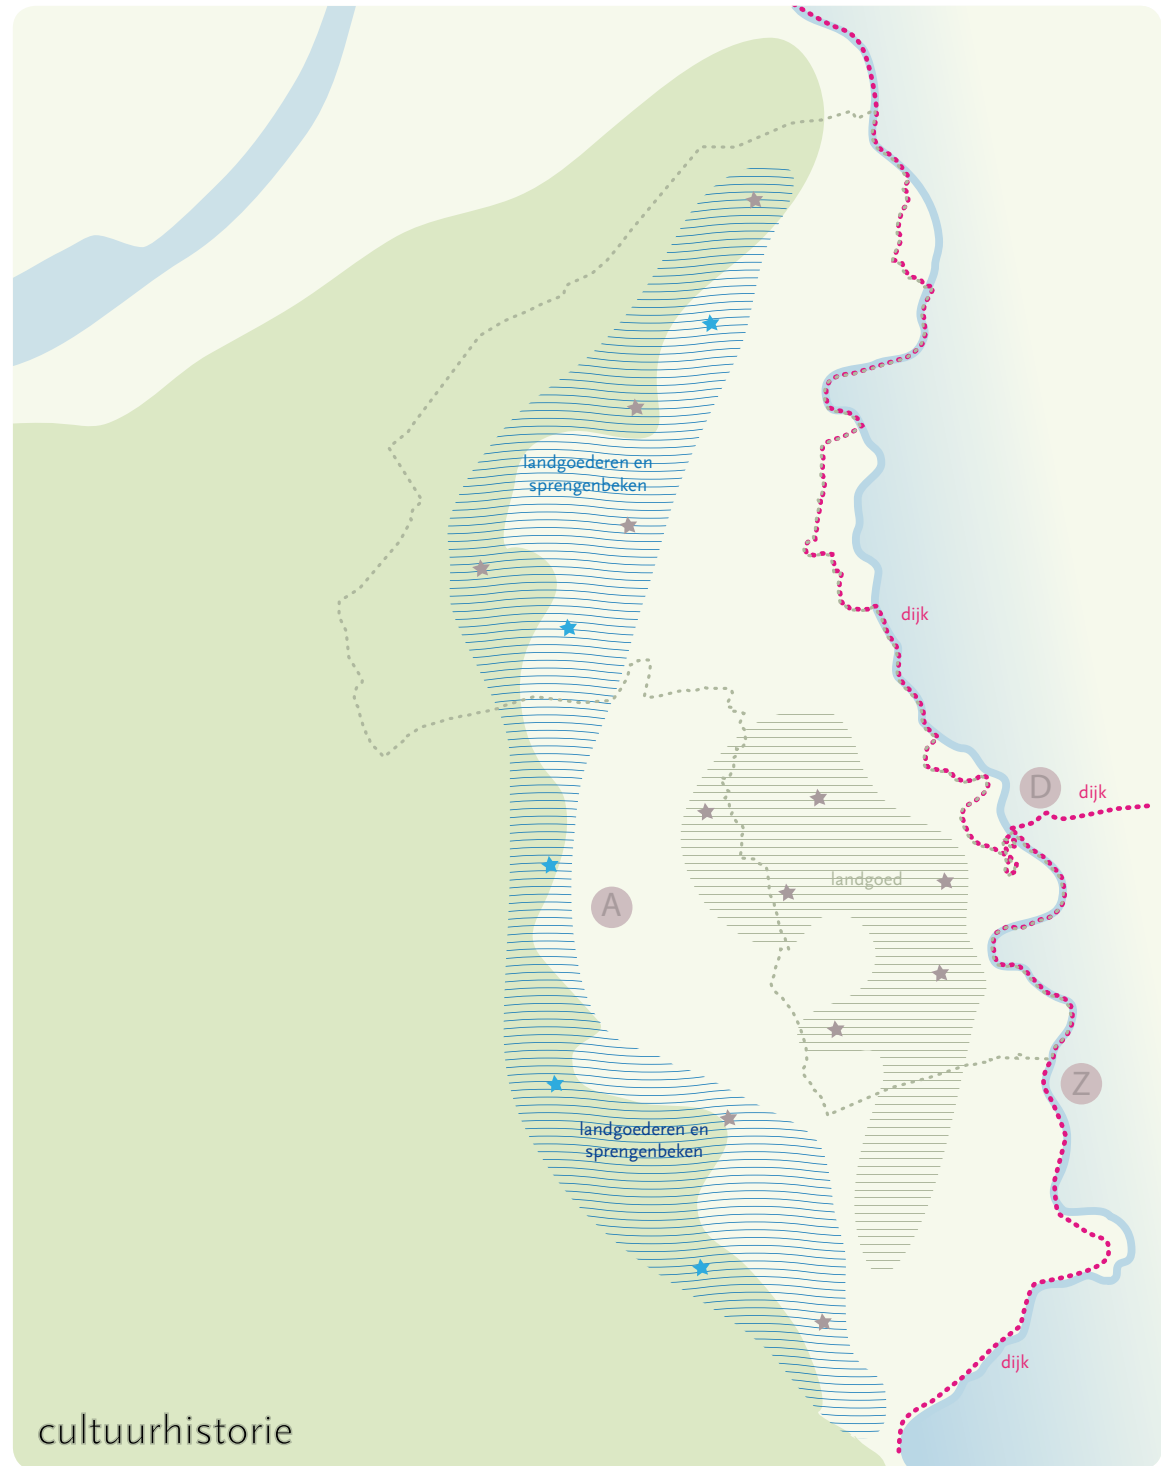 landgoederen en
sprengenbeken
dijk
D
dijk
landgoed
A
Z
landgoederen en
sprengenbeken
dijk
cultuurhistorie